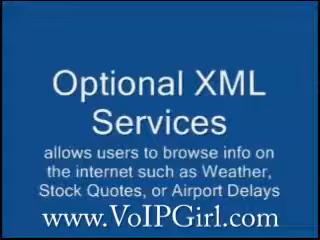 Optional XML
Services
allows users to browse info on
the internet such as Weather,
Stock Quotes, or Airport Delays
www.VoIPGirl.com